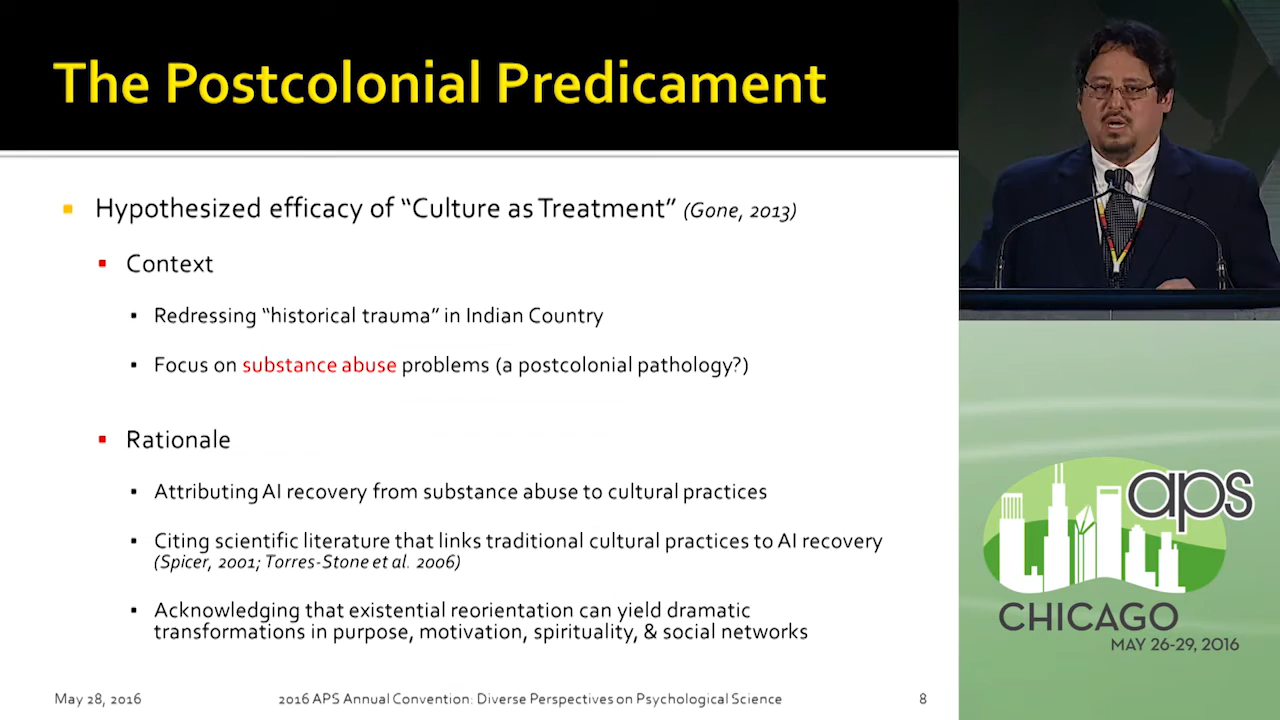 The Postcolonial Predicament
Hypothesized efficacy of “Culture as Treatment” (Gone, 2013)
Context
Redressing “historical trauma” in Indian Country
Focus on substance abuse problems (a postcolonial pathology?)
Rationale
Attributing AI recovery from substance abuse to cultural practices
Citing scientific literature that links traditional cultural practices to AI recovery
(Spicer, 2001; Torres-Stone et al. 2006)
Acknowledging that existential reorientation can yield dramatic
transformations in purpose, motivation, spirituality, & social networks
May 28, 2016 2016 APS Annual Convention: Diverse Perspectives on Psychological Science 8
aps
CHICAGO
MAY 26-29, 2016